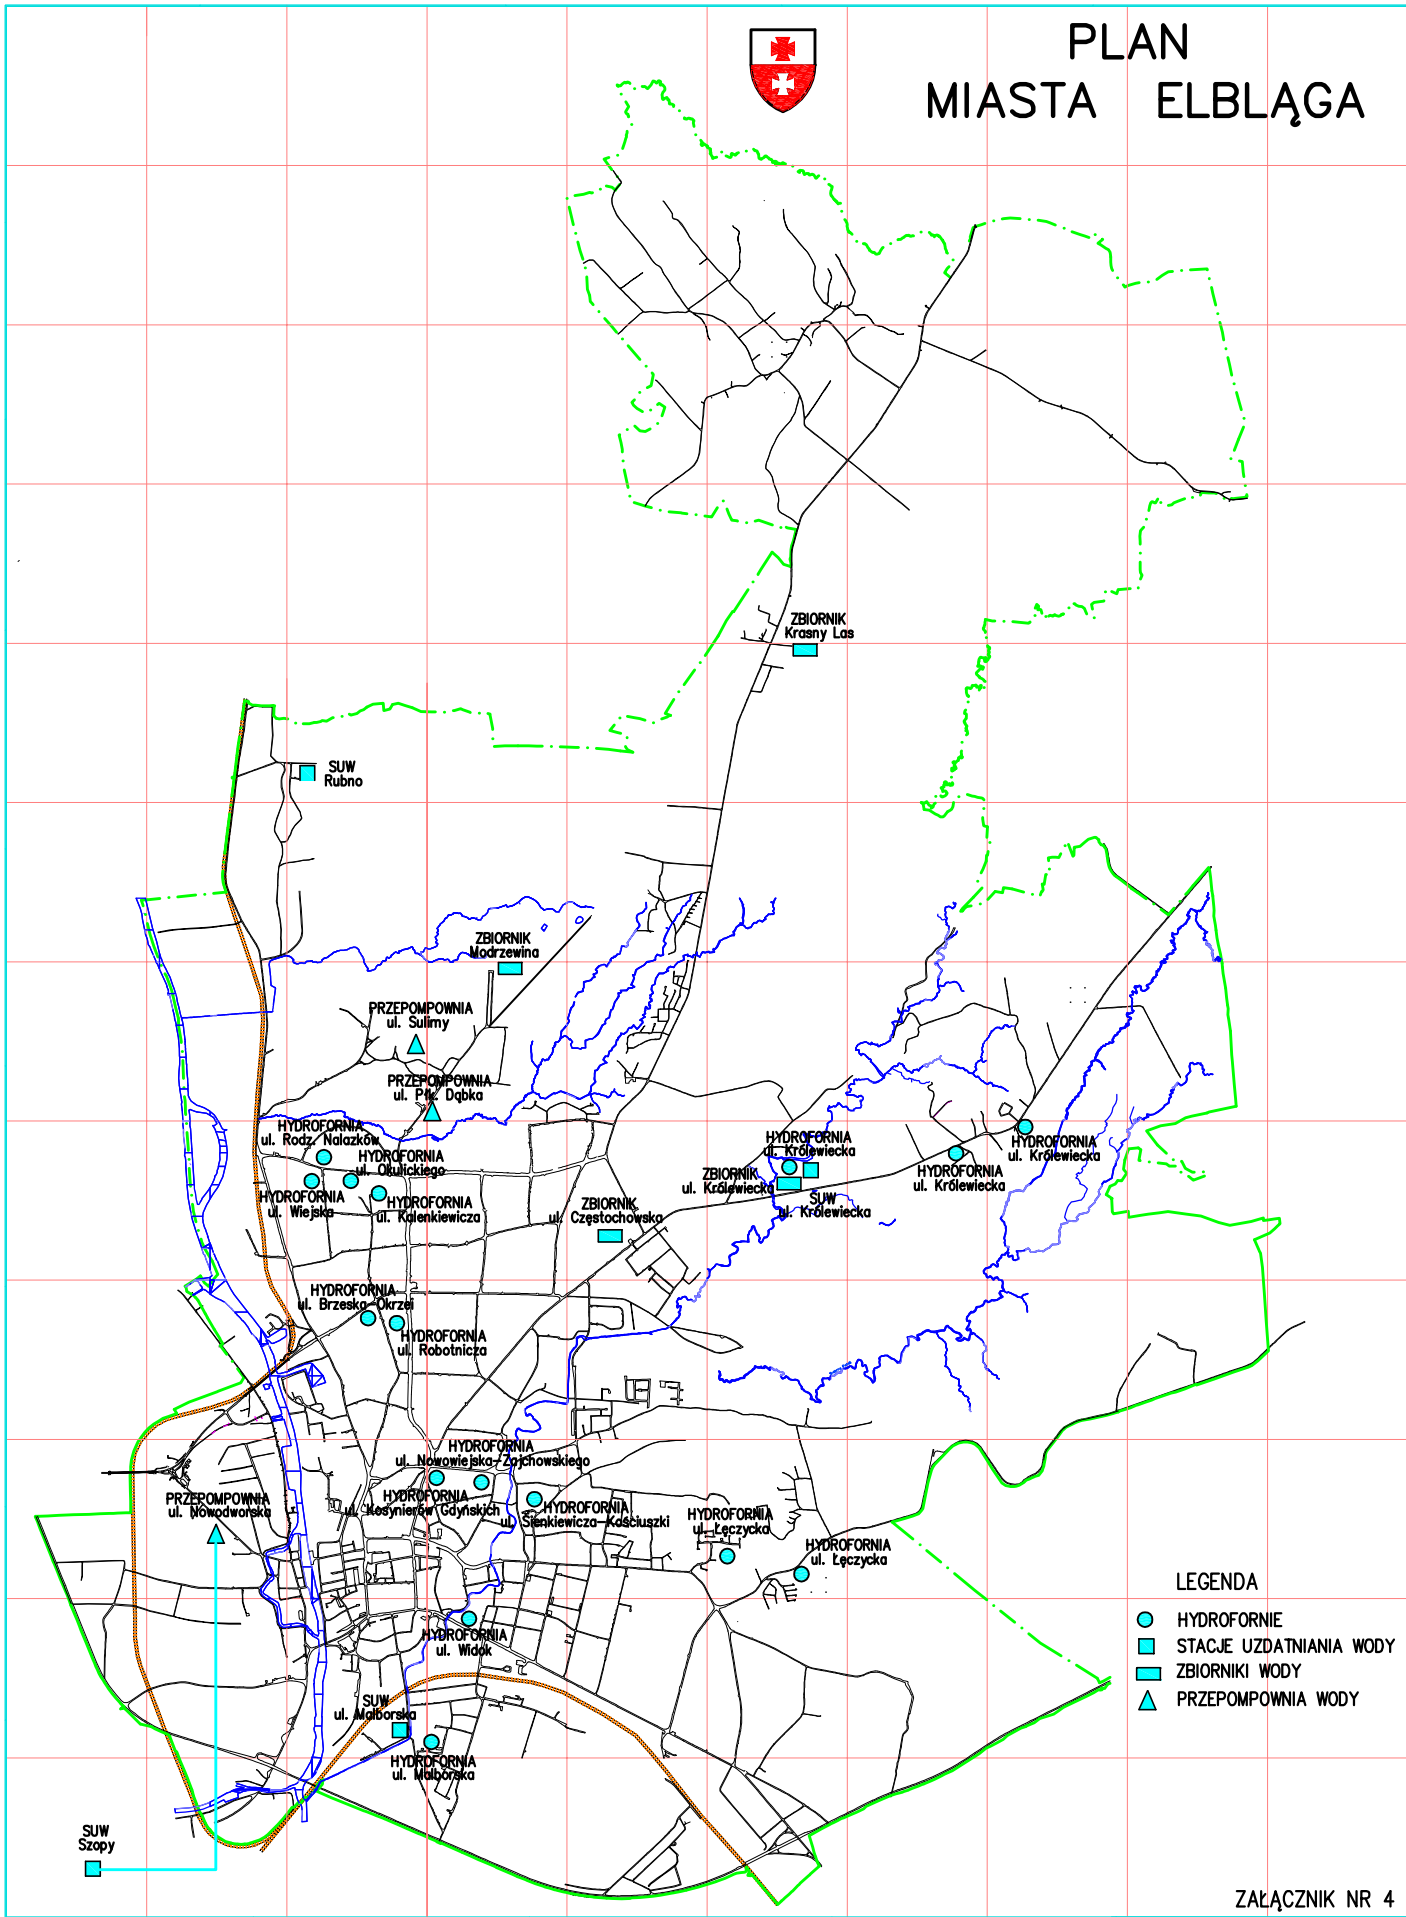 PLAN
MIASTA ELBLĄGA
ZBIORNIK
Krasny Las
SUW
Rubno
ZBIORNIK
Modrzewina
PRZEPOMPOWNIA
ul. Sulimy
PRZEPOMPOWNIA
ul. Płk. Dąbka
HYDROFORNIA
ul. Rodz. Nalazków
HYDROFORNIA
ul. Okulickiego
HYDROFORNIA
ul. Wiejska
HYDROFORNIA
ul. Kalenkiewicza
ZBIORNIK
ul. Częstochowska
HYDROFORNIA
ul. Królewiecka
ZBIORNIK
ul. Królewiecka
SUW
ul. Królewiecka
HYDROFORNIA
ul. Królewiecka
HYDROFORNIA
ul. Królewiecka
HYDROFORNIA
ul. Brzeska-Okrzei
HYDROFORNIA
ul. Robotnicza
HYDROFORNIA
ul. Nowowiejska-Zajchowskiego
HYDROFORNIA
ul. Kosynierów Gdyńskich
HYDROFORNIA
ul. Sienkiewicza-Kościuszki
PRZEPOMPOWNIA
ul. Nowodworska
HYDROFORNIA
ul. Łęczycka
HYDROFORNIA
ul. Łęczycka
HYDROFORNIA
ul. Widok
SUW
ul. Malborska
HYDROFORNIA
ul. Malborska
SUW
Szopy
LEGENDA
HYDROFORNIE
STACJE UZDATNIANIA WODY
ZBIORNIKI WODY
PRZEPOMPOWNIA WODY
ZAŁĄCZNIK NR 4